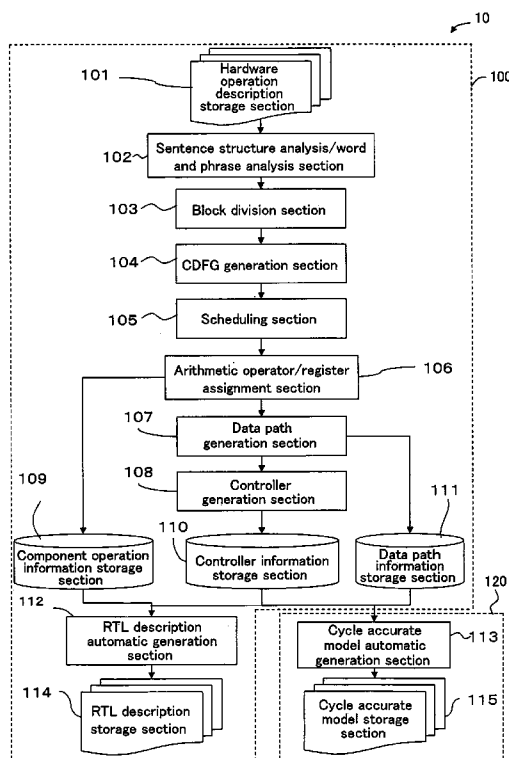 10
100
101
Hardware
operation
description
storage section
102
Sentence structure analysis/word
and phrase analysis section
103
Block division section
104
CDFG generation section
105
Scheduling section
Arithmetic operator/register
assignment section
106
107
Data path
generation section
108
Controller
generation section
109
110
111
Component operation
information storage
section
Controller information
storage section
Data path
information
storage section
120
112
RTL description
automatic generation
section
Cycle accurate
model automatic
generation section
113
114
RTL description
storage section
Cycle accurate
model storage
section
115